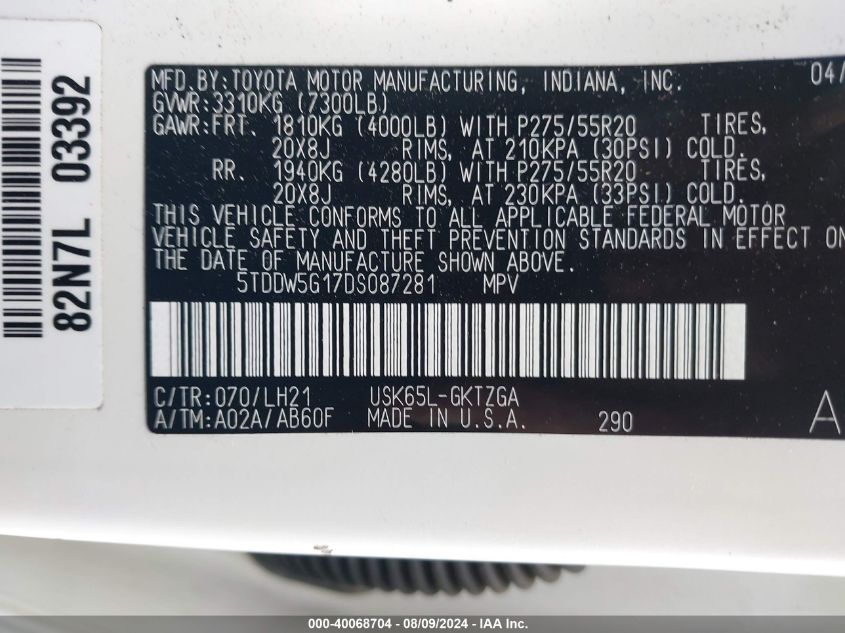 82N7L 03392
MFD.BY:TOYOTA MOTOR MANUFACTURING, INDIANA, INC. 04/
GVWR:3310KG (7300LB)
GAWR:FRT. 1810KG (4000LB) WITH P275/55R20 TIRES,
20X8J RIMS, AT 210KPA (30PSI) COLD.
RR. 1940KG (4280LB) WITH P275/55R20 TIRES,
20X8J RIMS, AT 230KPA (33PSI) COLD.
THIS VEHICLE CONFORMS TO ALL APPLICABLE FEDERAL MOTOR
VEHICLE SAFETY AND THEFT PREVENTION STANDARDS IN EFFECT ON
THE DATE OF MANUFACTURE SHOWN ABOVE.
5TDDW5G17DS087281 MPV
C/TR:070/LH21 USK65L-GKTZGA
A/TM:A02A/AB60F MADE IN U.S.A. 290 A
000-40068704 - 08/09/2024 - IAA Inc.